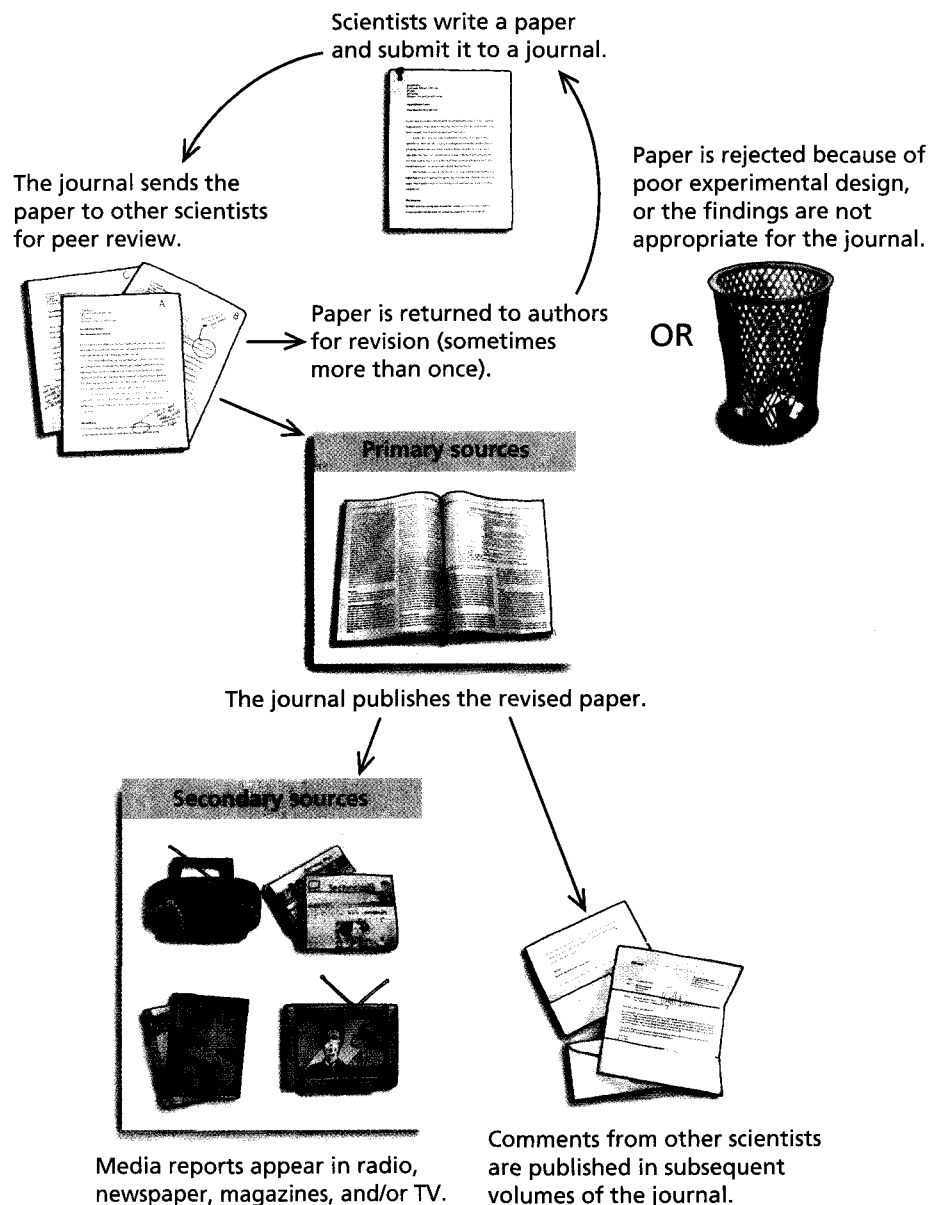 Scientists write a paper
and submit it to a journal.
The journal sends the
paper to other scientists
for peer review.
Paper is returned to authors
for revision (sometimes
more than once).
OR
Paper is rejected because of
poor experimental design,
or the findings are not
appropriate for the journal.
C
A
B
Primary sources
The journal publishes the revised paper.
Secondary sources
Media reports appear in radio,
newspaper, magazines, and/or TV.
Comments from other scientists
are published in subsequent
volumes of the journal.